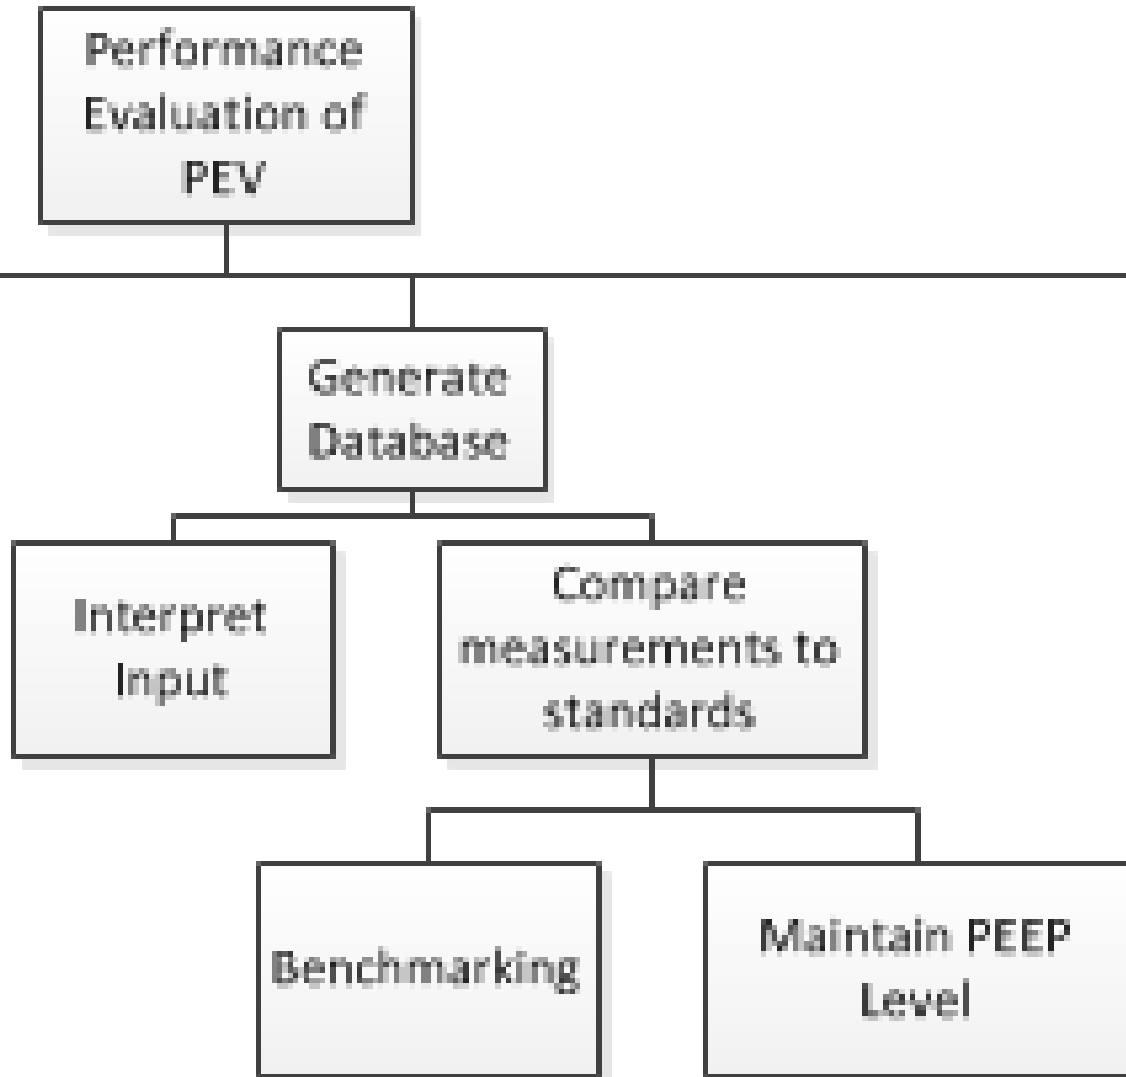 Performance
Evaluation of
PEV
Generate
Database
Interpret
Input
Compare
measurements to
standards
Benchmarking
Maintain PEEP
Level